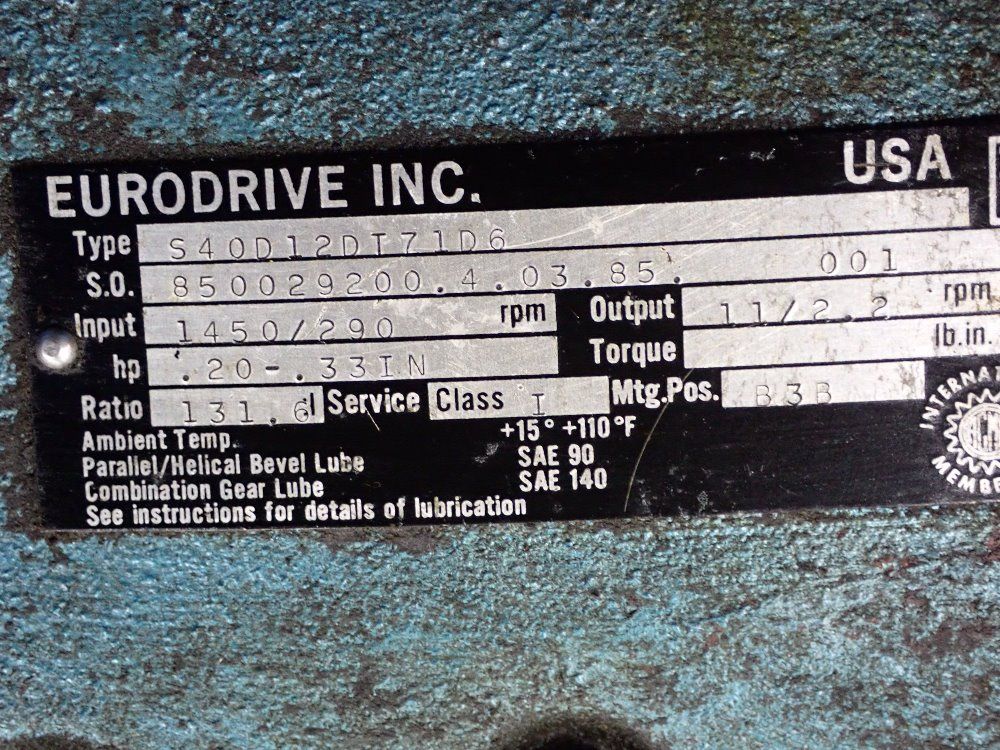 EURODRIVE INC. USA
Type S40D12DT71D6
S.O. 850029200.4.03.85. 001
Input 1450/290 rpm Output 11/2.2 rpm
hp .20-.33IN Torque lb.in.
Ratio 131.6 Service Class I Mtg.Pos. B3B
Ambient Temp. +15° +110°F
Parallel/Helical Bevel Lube SAE 90
Combination Gear Lube SAE 140
See instructions for details of lubrication